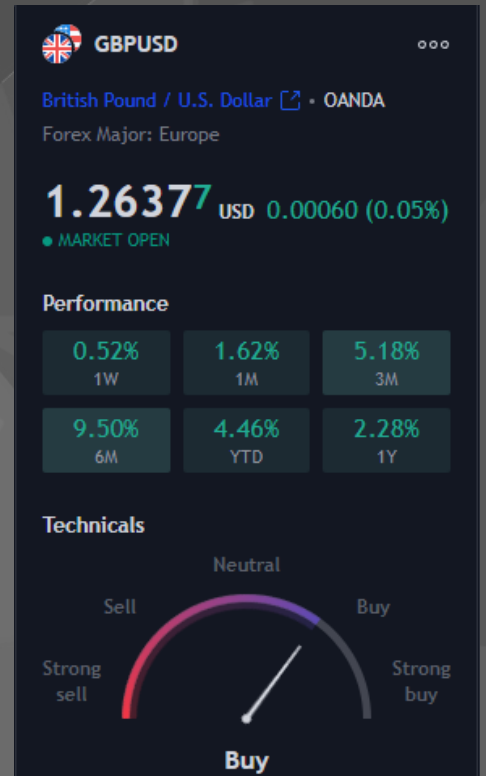 GBPUSD
British Pound / U.S. Dollar • OANDA
Forex Major: Europe
1.26377 USD 0.00060 (0.05%)
• MARKET OPEN
Performance
0.52% 1.62% 5.18%
1W 1M 3M
9.50% 4.46% 2.28%
6M YTD 1Y
Technicals
Neutral
Sell Buy
Strong sell Strong buy
Buy